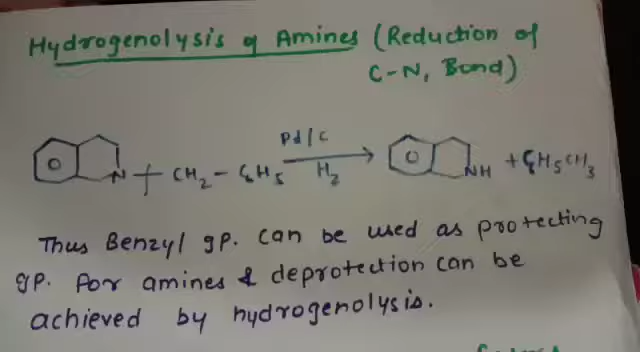 Hydrogenolysis of Amines (Reduction of
C-N, Bond)
N CH2 - C6H5 Pd/C H2 NH + C6H5CH3
Thus Benzyl gp. can be used as protecting
gp. for amines & deprotection can be
achieved by hydrogenolysis.